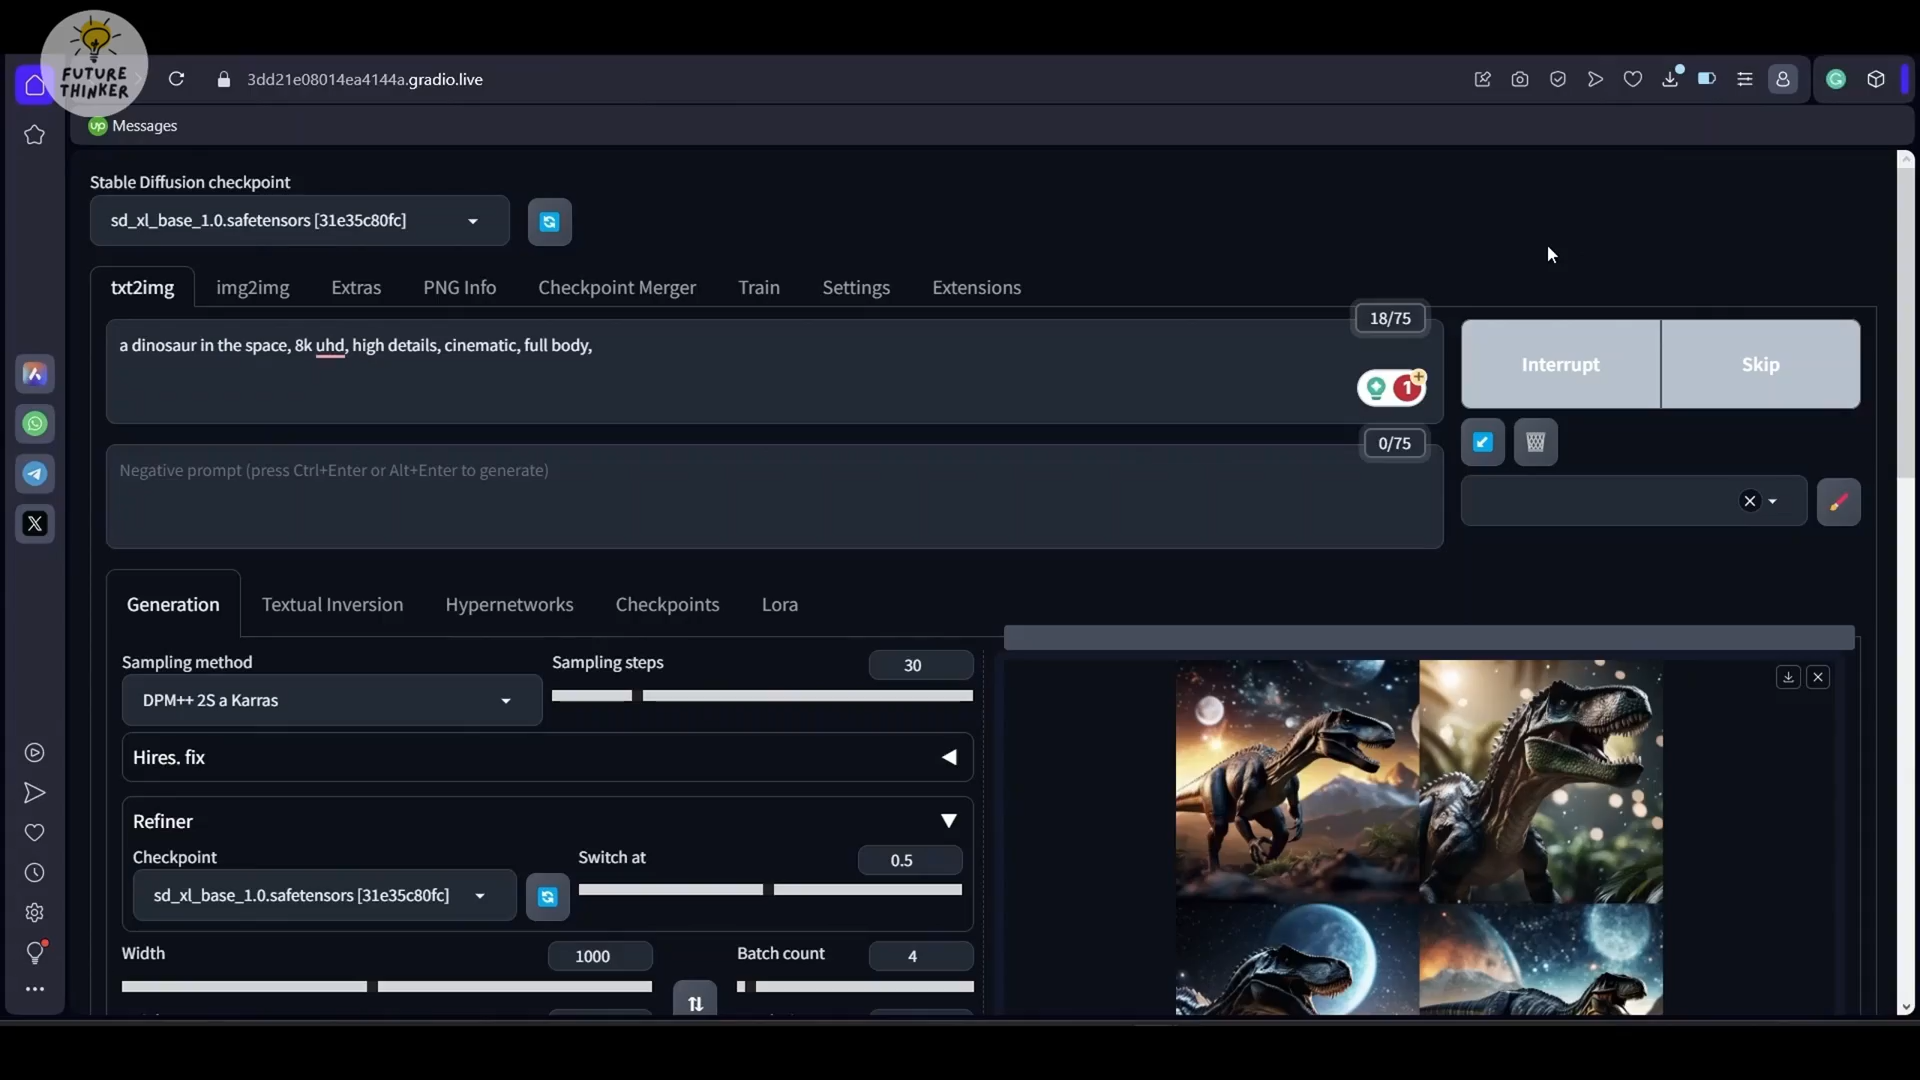 FUTURE
THINKER
3dd21e08014ea4144a.gradio.live
up Messages
Stable Diffusion checkpoint
sd_xl_base_1.0.safetensors [31e35c80fc]
txt2img img2img Extras PNG Info Checkpoint Merger Train Settings Extensions
18/75
a dinosaur in the space, 8k uhd, high details, cinematic, full body,
1
Interrupt Skip
0/75
Negative prompt (press Ctrl+Enter or Alt+Enter to generate)
Generation Textual Inversion Hypernetworks Checkpoints Lora
Sampling method Sampling steps 30
DPM++ 2S a Karras
Hires. fix
Refiner
Checkpoint Switch at 0.5
sd_xl_base_1.0.safetensors [31e35c80fc]
Width 1000 Batch count 4